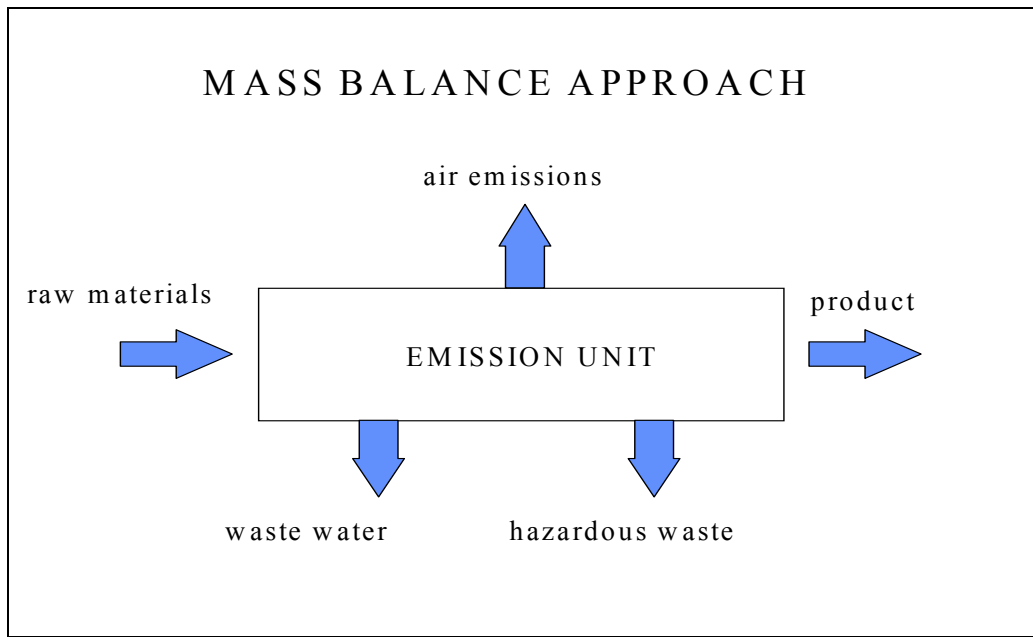 MASS BALANCE APPROACH
air emissions
raw materials
product
EMISSION UNIT
waste water
hazardous waste